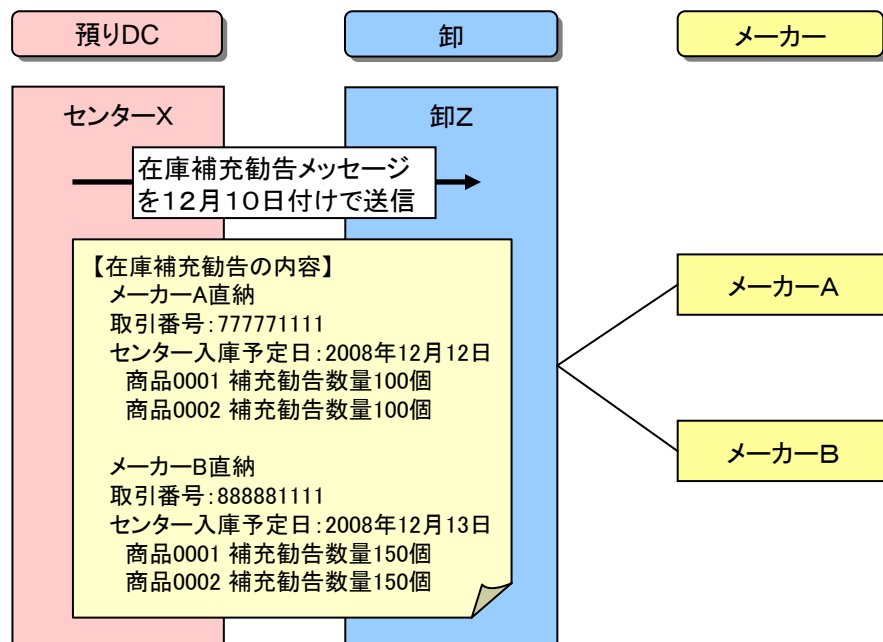 預りDC
卸
メーカー
センターX
卸Z
在庫補充勧告メッセージ
を12月10日付けで送信
【在庫補充勧告の内容】
メーカーA直納
取引番号:777771111
センター入庫予定日:2008年12月12日
商品0001 補充勧告数量100個
商品0002 補充勧告数量100個
メーカーB直納
取引番号:888881111
センター入庫予定日:2008年12月13日
商品0001 補充勧告数量150個
商品0002 補充勧告数量150個
メーカーA
メーカーB